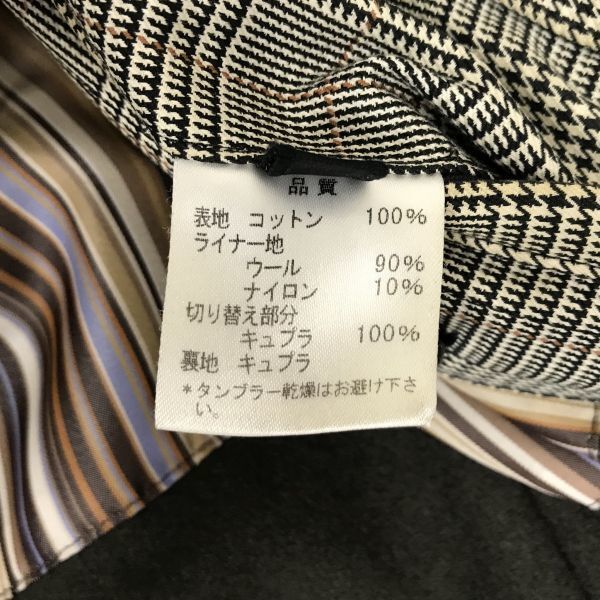 品質
表地 コットン 100%
ライナー地
ウール 90%
ナイロン 10%
切り替え部分
キュプラ 100%
裏地 キュプラ
*タンブラー乾燥はお避け下さ
い。